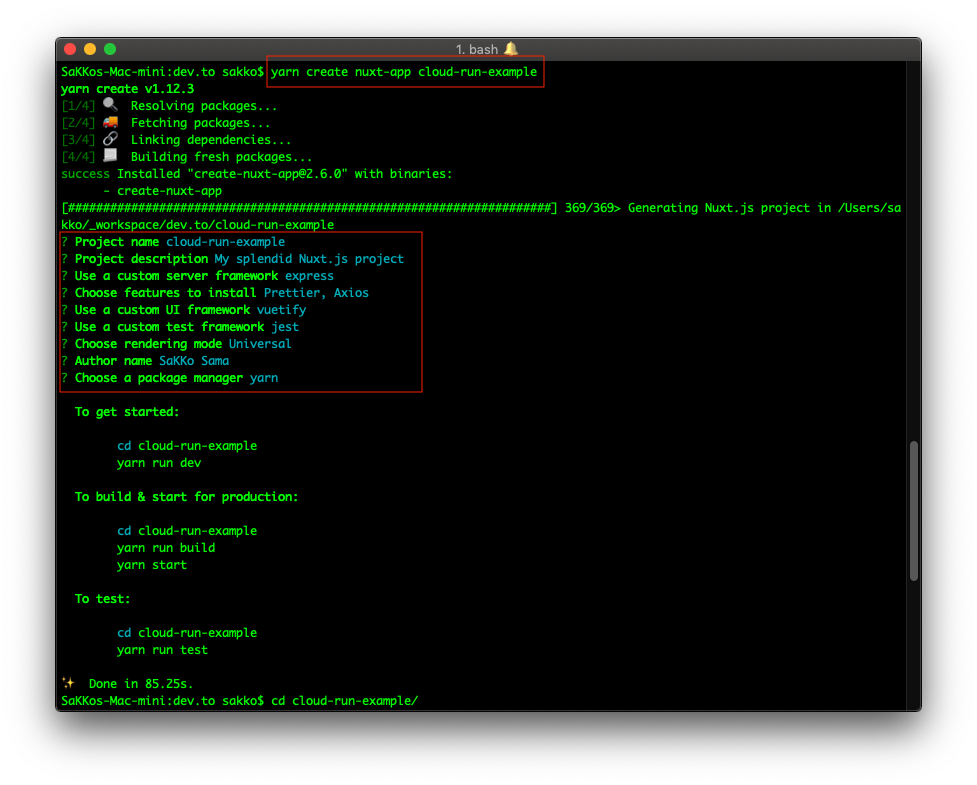 1. bash
SaKKos-Mac-mini:dev.to sakko$ yarn create nuxt-app cloud-run-example
yarn create v1.12.3
[1/4] 🔍 Resolving packages...
[2/4] 🚚 Fetching packages...
[3/4] 🔗 Linking dependencies...
[4/4] 📃 Building fresh packages...
success Installed "create-nuxt-app@2.6.0" with binaries:
- create-nuxt-app
[#####################################################################] 369/369> Generating Nuxt.js project in /Users/sa
kko/_workspace/dev.to/cloud-run-example
? Project name cloud-run-example
? Project description My splendid Nuxt.js project
? Use a custom server framework express
? Choose features to install Prettier, Axios
? Use a custom UI framework vuetify
? Use a custom test framework jest
? Choose rendering mode Universal
? Author name SaKKo Sama
? Choose a package manager yarn
To get started:
cd cloud-run-example
yarn run dev
To build & start for production:
cd cloud-run-example
yarn run build
yarn start
To test:
cd cloud-run-example
yarn run test
✨ Done in 85.25s.
SaKKos-Mac-mini:dev.to sakko$ cd cloud-run-example/